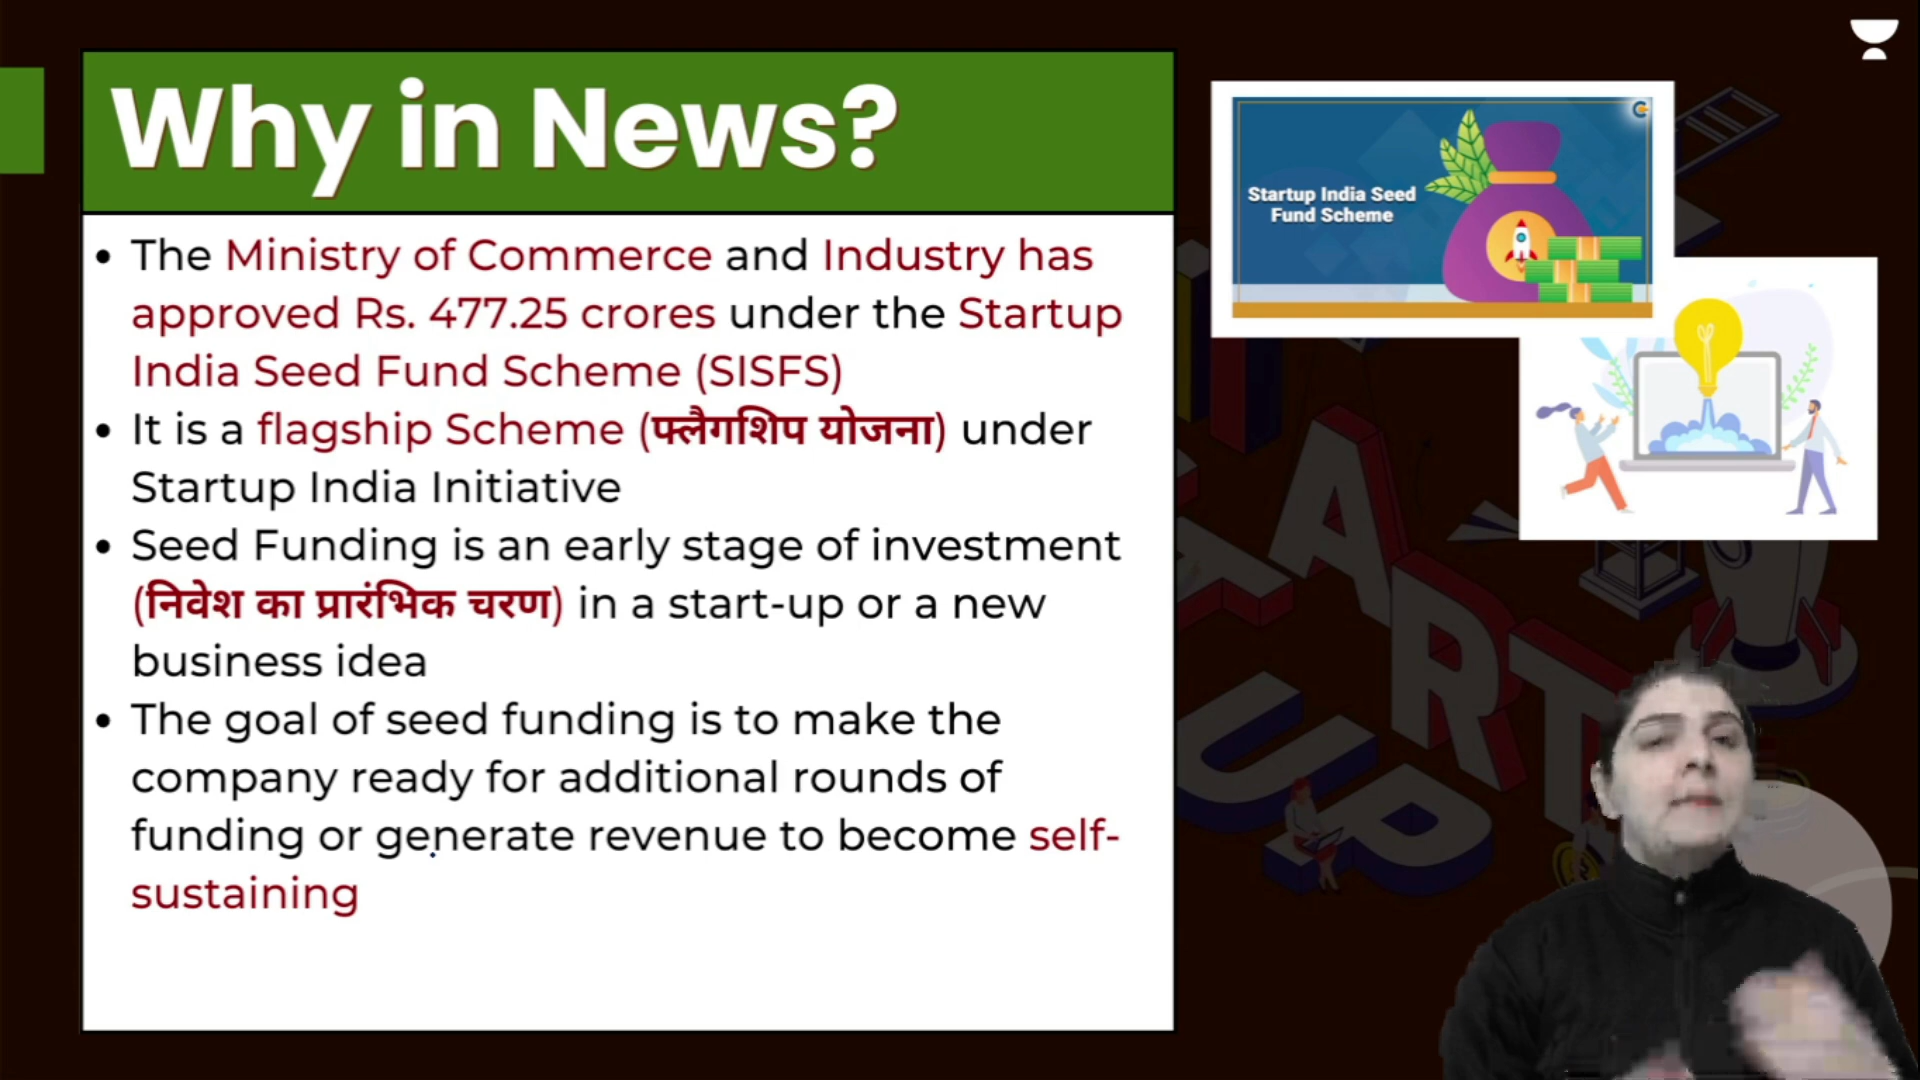 Why in News?
• The Ministry of Commerce and Industry has
approved Rs. 477.25 crores under the Startup
India Seed Fund Scheme (SISFS)
• It is a flagship Scheme (फ्लैगशिप योजना) under
Startup India Initiative
• Seed Funding is an early stage of investment
(निवेश का प्रारंभिक चरण) in a start-up or a new
business idea
• The goal of seed funding is to make the
company ready for additional rounds of
funding or generate revenue to become self-
sustaining
Startup India Seed
Fund Scheme
START
UP